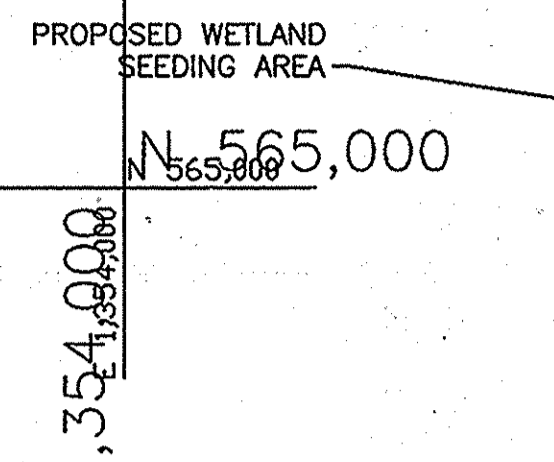 PROPOSED WETLAND
SEEDING AREA
N 565,000
N 565,000
E 1,354,000
,354,000